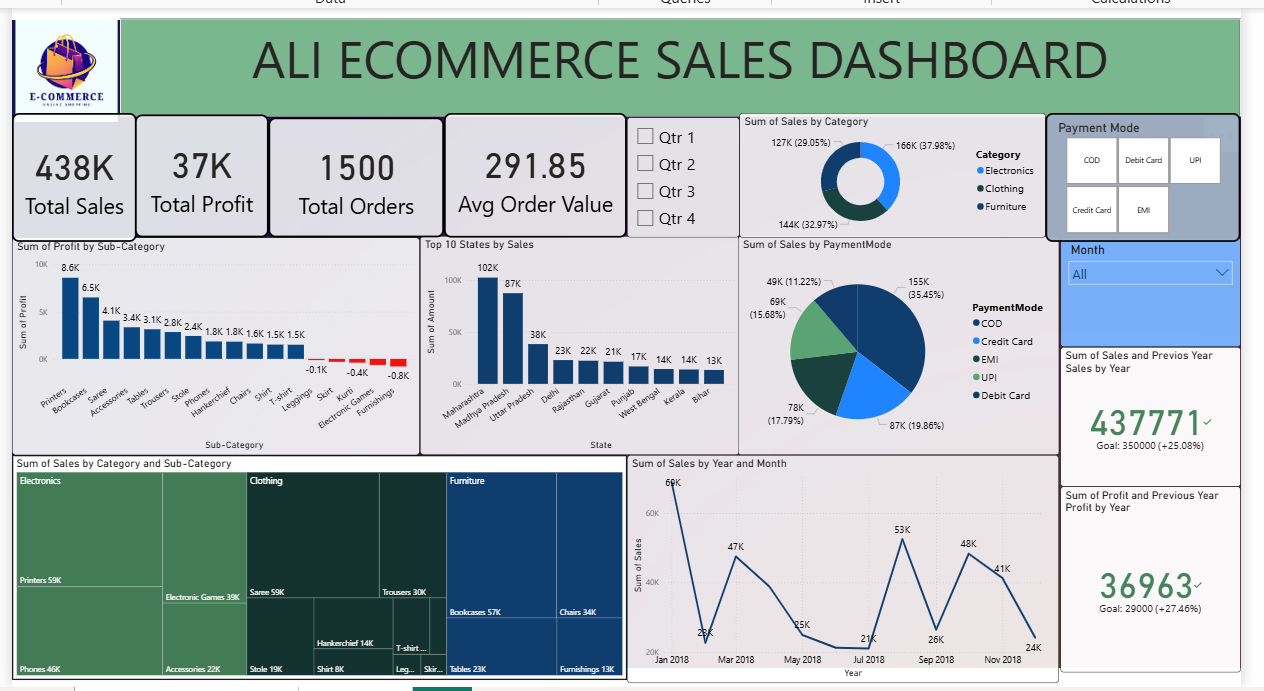 Data
Queries
Insert
Calculations
E-COMMERCE
ONLINE SHOPPING
ALI ECOMMERCE SALES DASHBOARD
438K
Total Sales
37K
Total Profit
1500
Total Orders
291.85
Avg Order Value
Qtr 1
Qtr 2
Qtr 3
Qtr 4
Sum of Sales by Category
127K (29.05%)
166K (37.98%)
144K (32.97%)
Category
Electronics
Clothing
Furniture
Payment Mode
COD
Debit Card
UPI
Credit Card
EMI
Month
All
Sum of Profit by Sub-Category
Sum of Profit
10K
5K
0K
8.6K
6.5K
4.1K
3.4K
3.1K
2.8K
2.4K
1.8K
1.8K
1.6K
1.5K
1.5K
-0.1K
-0.4K
-0.8K
Printers
Bookcases
Saree
Accessories
Tables
Trousers
Stole
Phones
Hankerchief
Chairs
Shirt
T-shirt
Leggings
Skirt
Kurti
Electronic Games
Furnishings
Sub-Category
Top 10 States by Sales
Sum of Amount
100K
50K
0K
102K
87K
38K
23K
22K
21K
17K
14K
14K
13K
Maharashtra
Madhya Pradesh
Uttar Pradesh
Delhi
Rajasthan
Gujarat
Punjab
West Bengal
Kerala
Bihar
State
Sum of Sales by PaymentMode
49K (11.22%)
155K
(35.45%)
69K
(15.68%)
78K
(17.79%)
87K (19.86%)
PaymentMode
COD
Credit Card
EMI
UPI
Debit Card
Sum of Sales and Previos Year
Sales by Year
437771
Goal: 350000 (+25.08%)
Sum of Profit and Previous Year
Profit by Year
36963
Goal: 29000 (+27.46%)
Sum of Sales by Category and Sub-Category
Electronics
Printers 59K
Phones 46K
Electronic Games 39K
Accessories 22K
Clothing
Saree 59K
Trousers 30K
Stole 19K
Hankerchief 14K
Shirt 8K
T-shirt ...
Leg...
Skir...
Furniture
Bookcases 57K
Chairs 34K
Tables 23K
Furnishings 13K
Sum of Sales by Year and Month
Sum of Sales
60K
40K
20K
69K
23K
47K
25K
21K
53K
26K
48K
41K
24K
Jan 2018
Mar 2018
May 2018
Jul 2018
Sep 2018
Nov 2018
Year